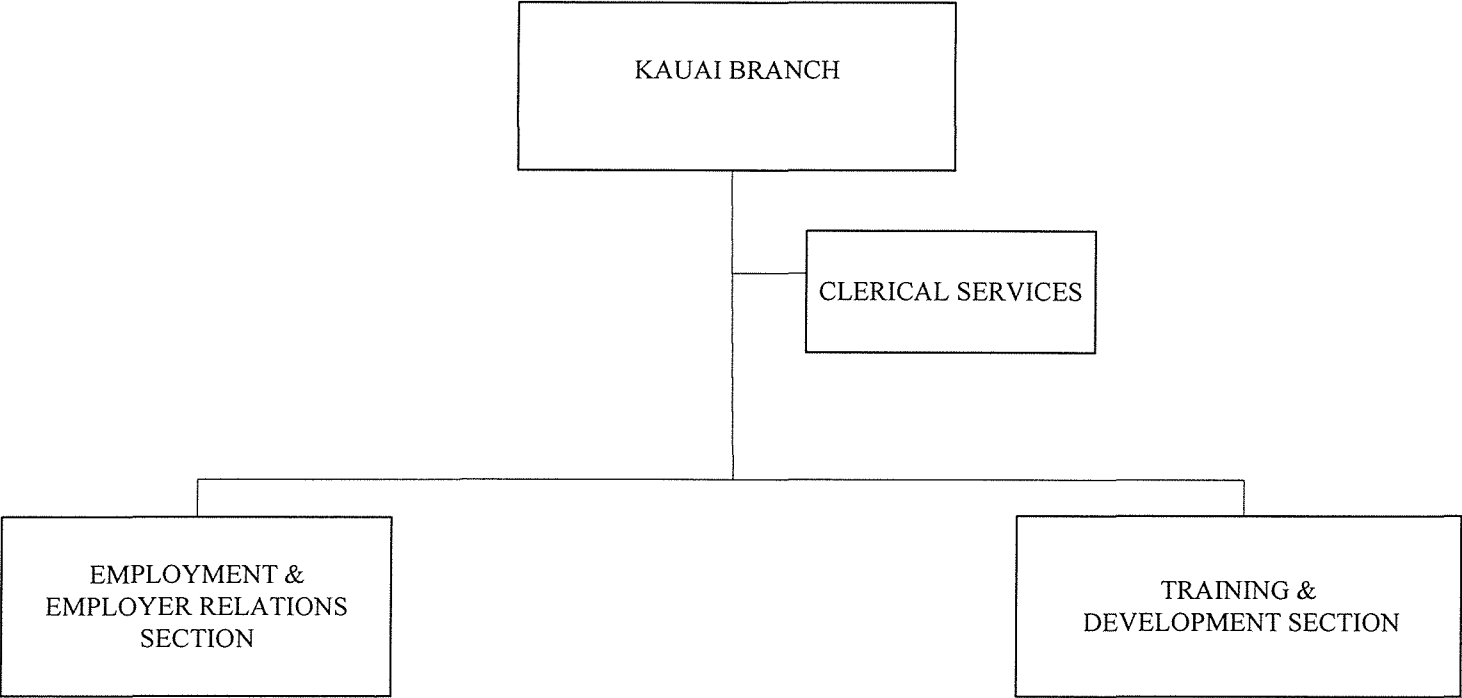 KAUAI BRANCH
CLERICAL SERVICES
EMPLOYMENT &
EMPLOYER RELATIONS
SECTION
TRAINING &
DEVELOPMENT SECTION